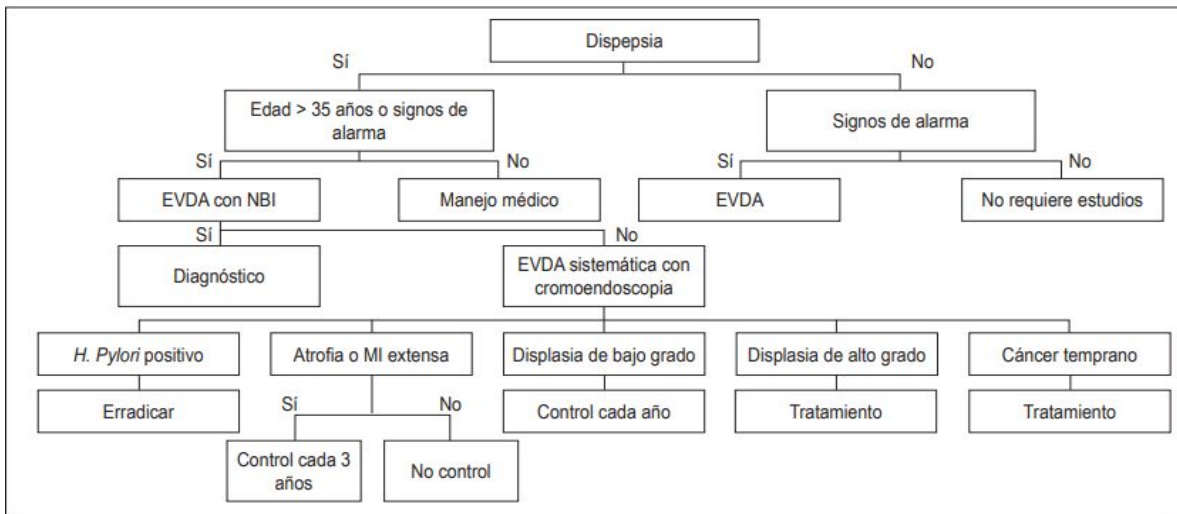 Dispepsia
Sí
No
Edad > 35 años o signos de
alarma
Signos de alarma
Sí
No
Sí
No
EVDA con NBI
Manejo médico
EVDA
No requiere estudios
Sí
No
Diagnóstico
EVDA sistemática con
cromoendoscopia
H. Pylori positivo
Atrofia o MI extensa
Displasia de bajo grado
Displasia de alto grado
Cáncer temprano
Erradicar
Sí
No
Control cada año
Tratamiento
Tratamiento
Control cada 3
años
No control